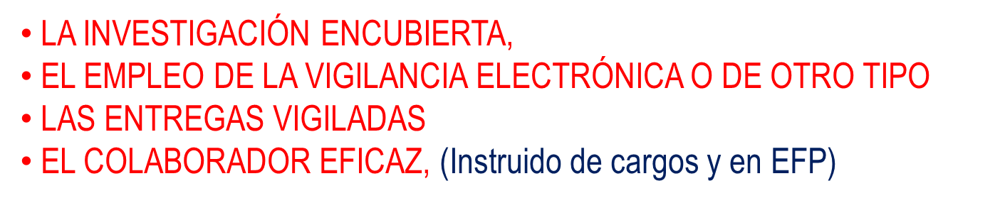 • LA INVESTIGACIÓN ENCUBIERTA,
• EL EMPLEO DE LA VIGILANCIA ELECTRÓNICA O DE OTRO TIPO
• LAS ENTREGAS VIGILADAS
• EL COLABORADOR EFICAZ, (Instruido de cargos y en EFP)